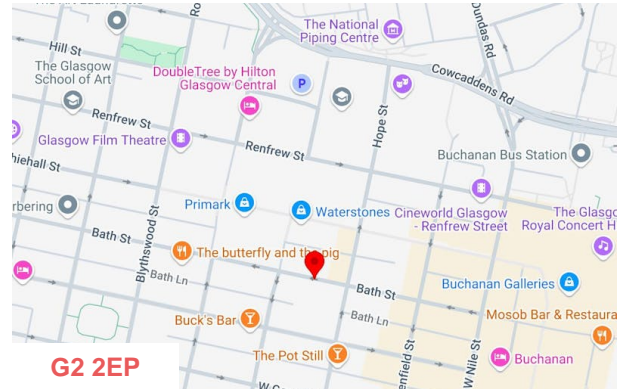 The National
Piping Centre
Dundas Rd
Hill St
The Glasgow
School of Art
DoubleTree by Hilton
Glasgow Central
P
Cowcaddens Rd
Hope St
Renfrew St
Glasgow Film Theatre
Renfrew St
Buchanan Bus Station
Primark
Waterstones
Cineworld Glasgow
- Renfrew Street
Royal Concert H
Bath St
Blythswood St
The butterfly and the pig
Bath Ln
Bath St
Buchanan Galleries
Buck's Bar
Bath Ln
Mosob Bar & Restaura
The Pot Still
W Nile St
Buchanan
G2 2EP